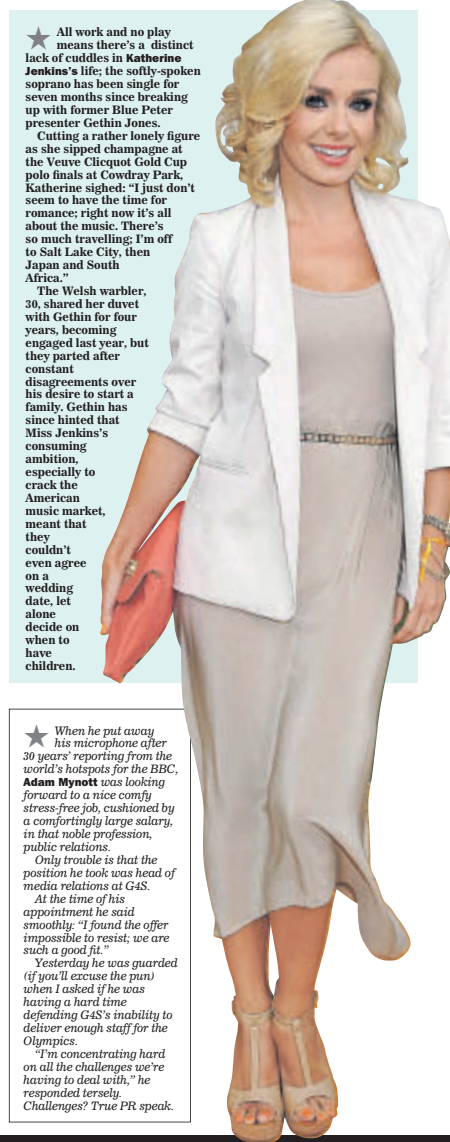 All work and no play
means there's a distinct
lack of cuddles in Katherine
Jenkins's life; the softly-spoken
soprano has been single for
seven months since breaking
up with former Blue Peter
presenter Gethin Jones.
Cutting a rather lonely figure
as she sipped champagne at
the Veuve Clicquot Gold Cup
polo finals at Cowdray Park,
Katherine sighed: “I just don't
seem to have the time for
romance; right now it's all
about the music. There's
so much travelling; I'm off
to Salt Lake City, then
Japan and South
Africa.”
The Welsh warbler,
30, shared her duvet
with Gethin for four
years, becoming
engaged last year, but
they parted after
constant
disagreements over
his desire to start a
family. Gethin has
since hinted that
Miss Jenkins's
consuming
ambition,
especially to
crack the
American
music market,
meant that
they
couldn't
even agree
on a
wedding
date, let
alone
decide on
when to
have
children.
When he put away
his microphone after
30 years' reporting from the
world's hotspots for the BBC,
Adam Mynott was looking
forward to a nice comfy
stress-free job, cushioned by
a comfortingly large salary,
in that noble profession,
public relations.
Only trouble is that the
position he took was head of
media relations at G4S.
At the time of his
appointment he said
smoothly: “I found the offer
impossible to resist; we are
such a good fit.”
Yesterday he was guarded
(if you'll excuse the pun)
when I asked if he was
having a hard time
defending G4S's inability to
deliver enough staff for the
Olympics.
“I'm concentrating hard
on all the challenges we're
having to deal with,” he
responded tersely.
Challenges? True PR speak.